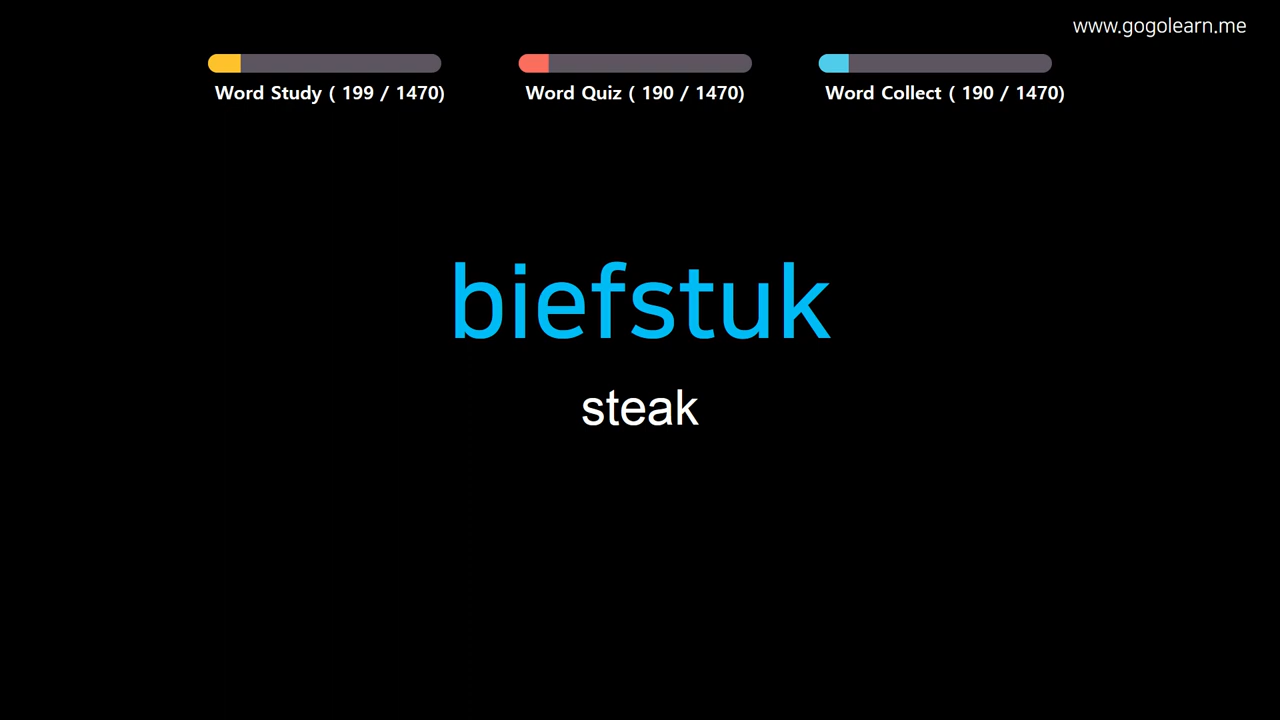 www.gogolearn.me
Word Study ( 199 / 1470)
Word Quiz ( 190 / 1470)
Word Collect ( 190 / 1470)
biefstuk
steak